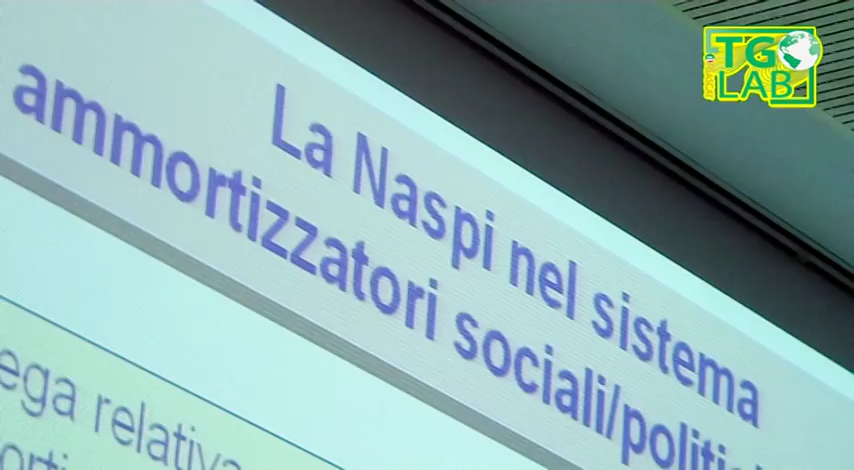 TG
LAB
La Naspi nel sistema
ammortizzatori sociali/politi
ega relativa